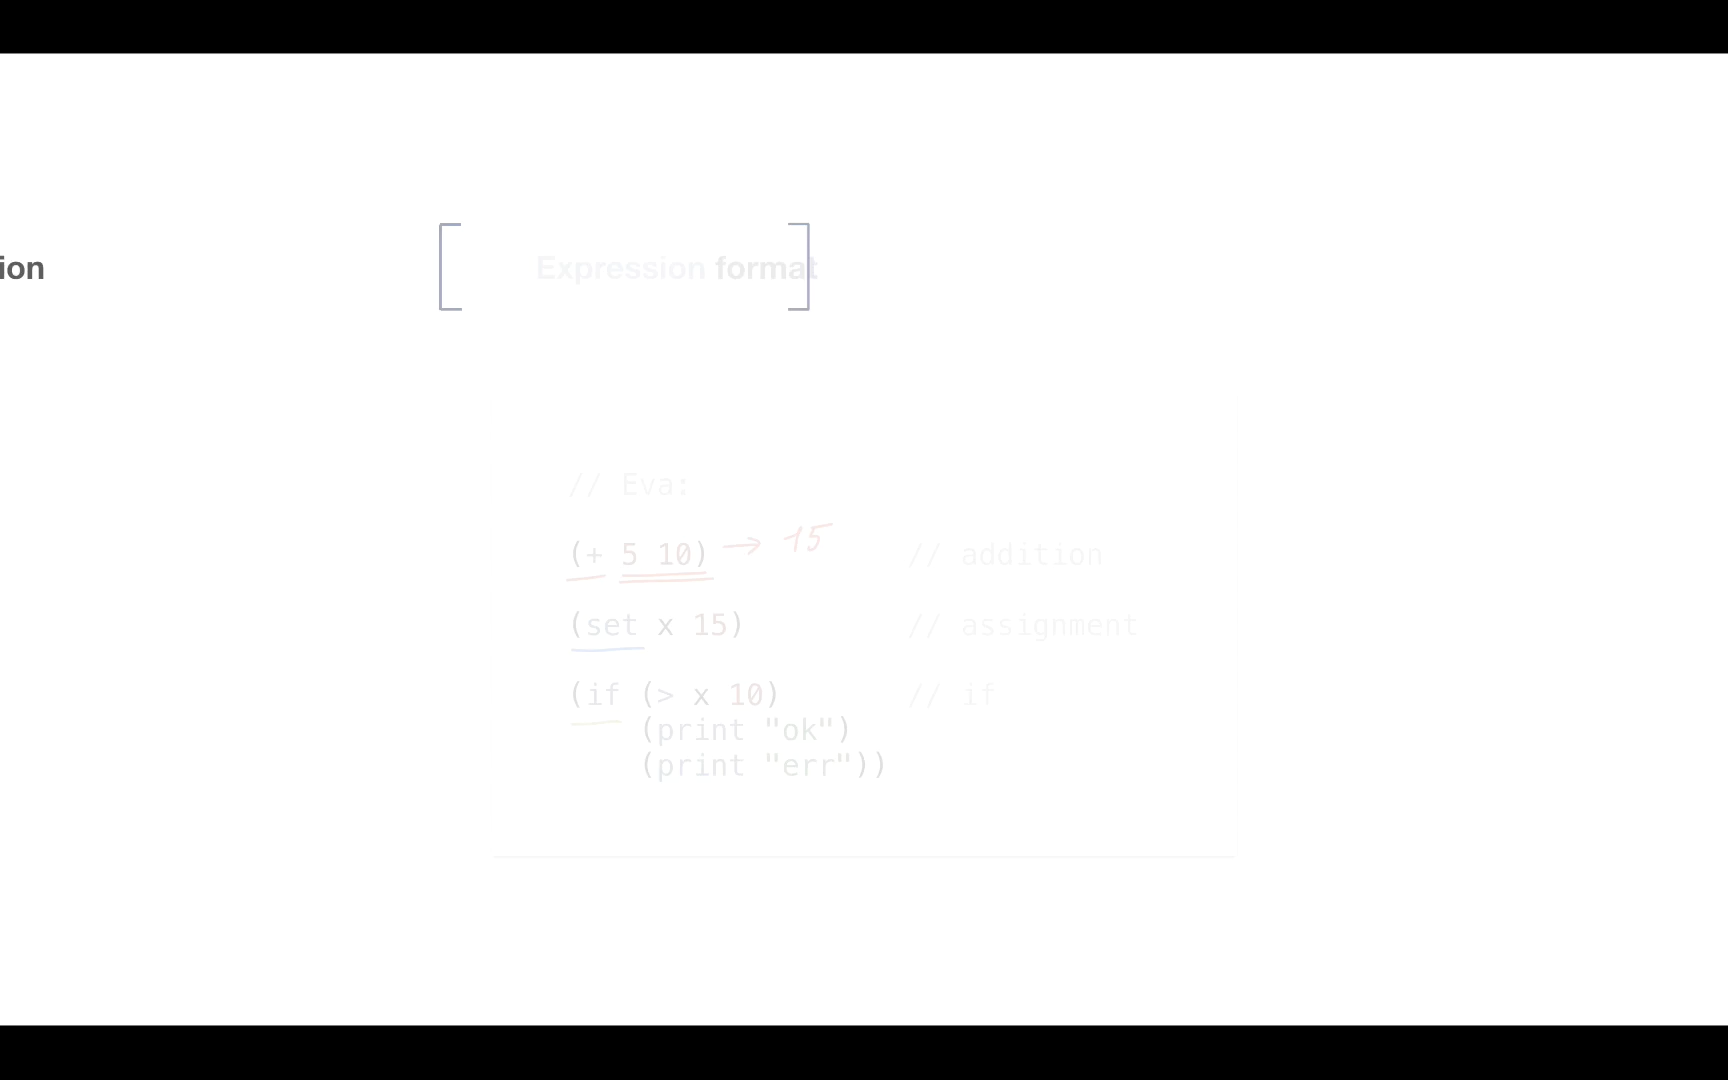 ion
Expression format
// Eva:
(+ 5 10) → 15 // addition
(set x 15) // assignment
(if (> x 10) // if
(print "ok")
(print "err"))